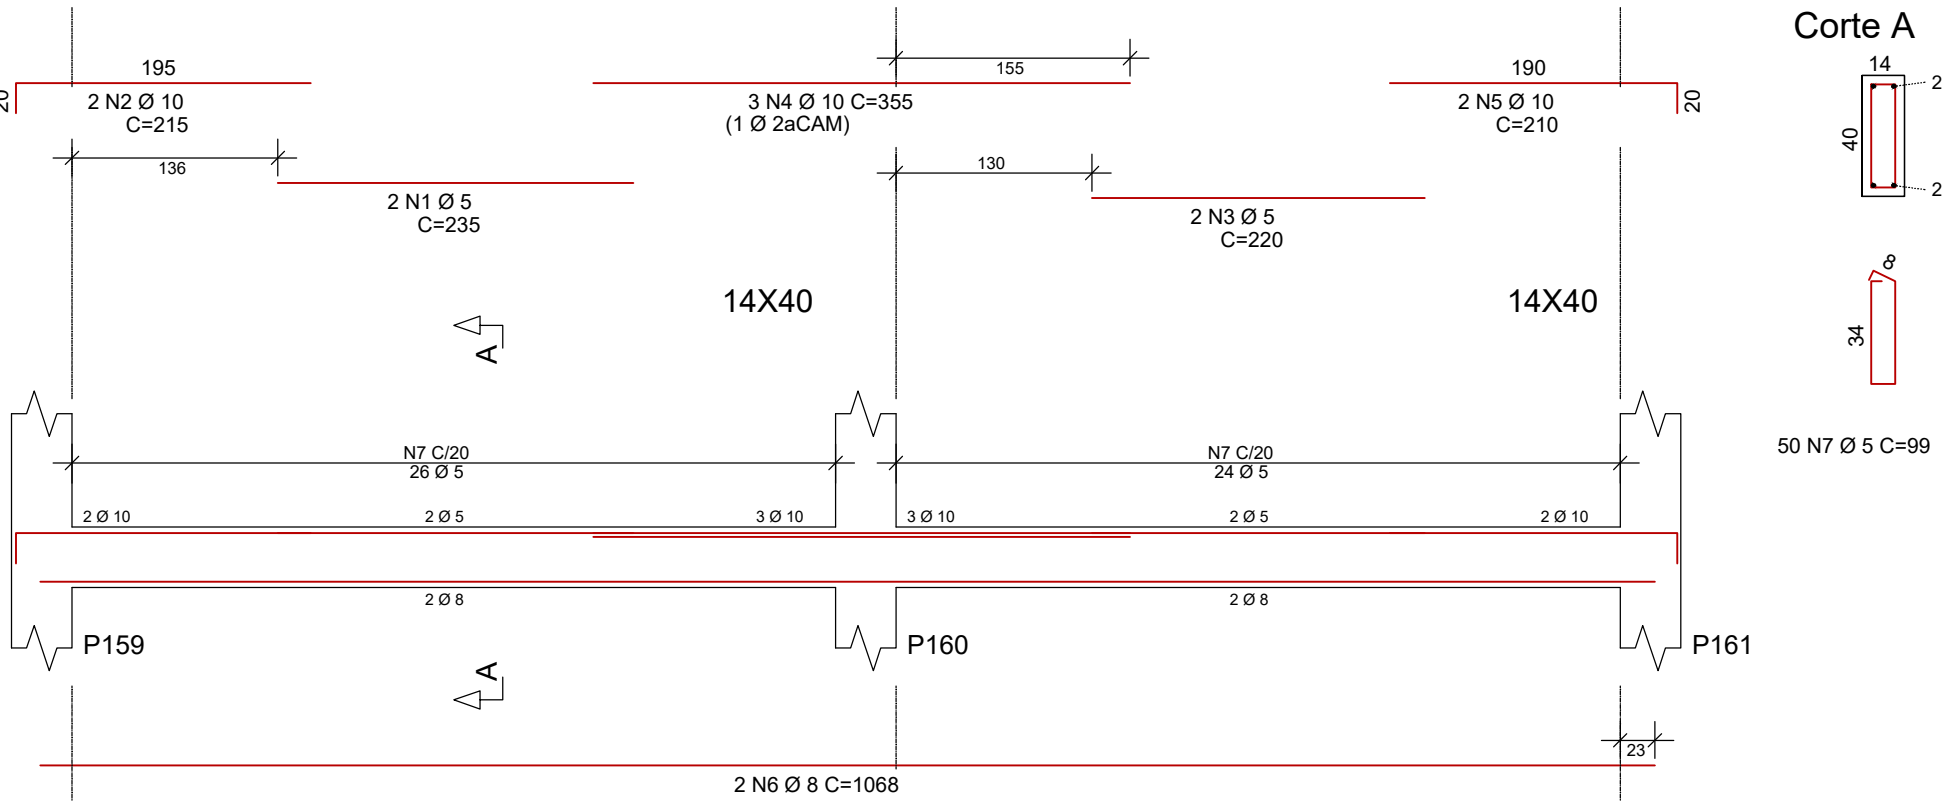 Corte A
195
155
190
14
20
2 N2 Ø 10
C=215
3 N4 Ø 10 C=355
(1 Ø 2aCAM)
2 N5 Ø 10
C=210
20
2
40
136
130
2
2 N1 Ø 5
C=235
2 N3 Ø 5
C=220
8
14X40
14X40
34
A
N7 C/20
26 Ø 5
N7 C/20
24 Ø 5
50 N7 Ø 5 C=99
2 Ø 10
2 Ø 5
3 Ø 10
3 Ø 10
2 Ø 5
2 Ø 10
2 Ø 8
2 Ø 8
P159
P160
P161
A
23
2 N6 Ø 8 C=1068